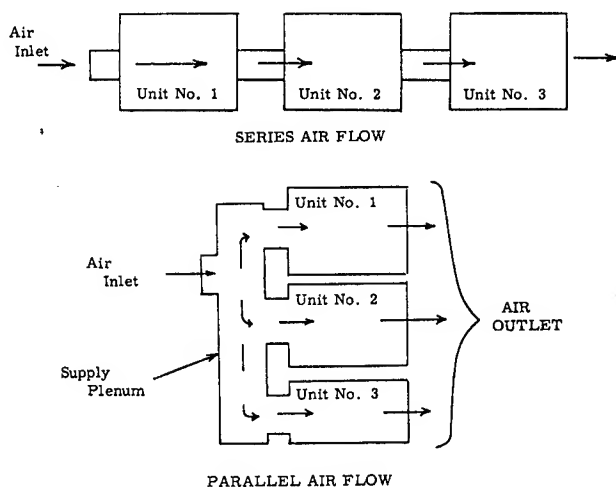 Air
Inlet
Unit No. 1
Unit No. 2
Unit No. 3
SERIES AIR FLOW
Unit No. 1
Air
Inlet
Unit No. 2
AIR
OUTLET
Supply
Plenum
Unit No. 3
PARALLEL AIR FLOW